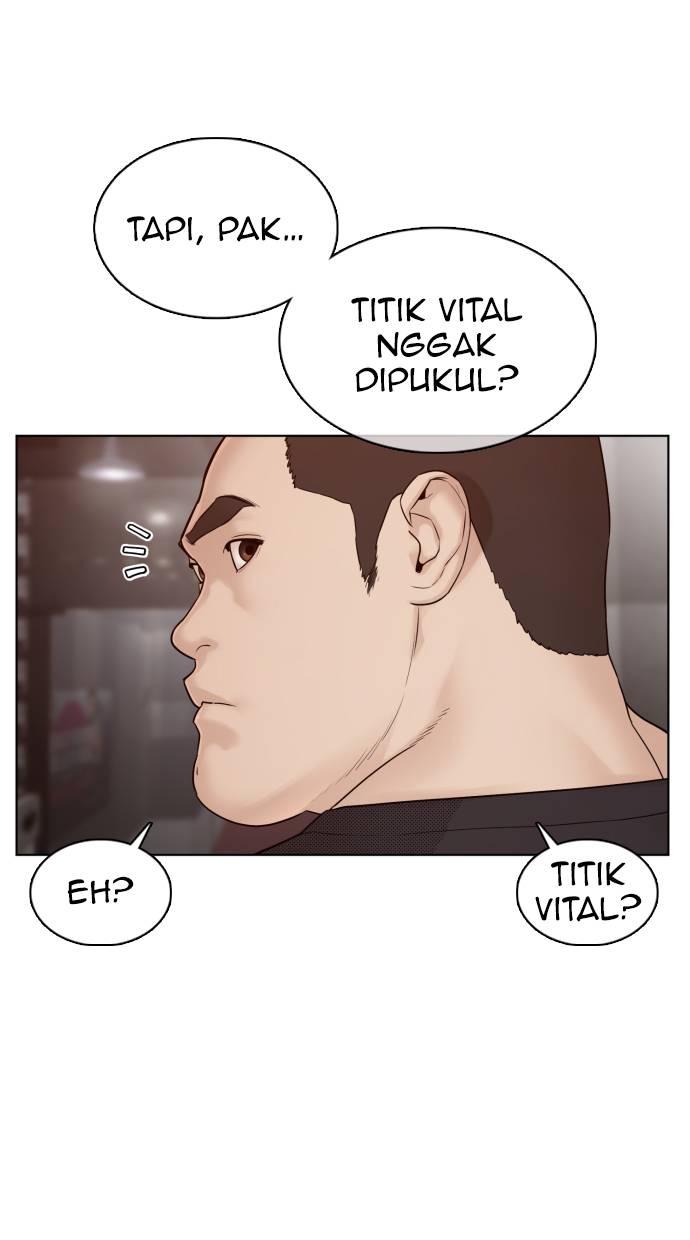 TAPI, PAK...
TITIK VITAL
NGGAK
DIPUKUL?
EH?
TITIK
VITAL?